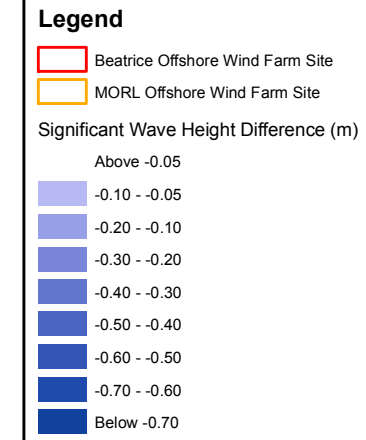 Legend
Beatrice Offshore Wind Farm Site
MORL Offshore Wind Farm Site
Significant Wave Height Difference (m)
Above -0.05
-0.10 - -0.05
-0.20 - -0.10
-0.30 - -0.20
-0.40 - -0.30
-0.50 - -0.40
-0.60 - -0.50
-0.70 - -0.60
Below -0.70